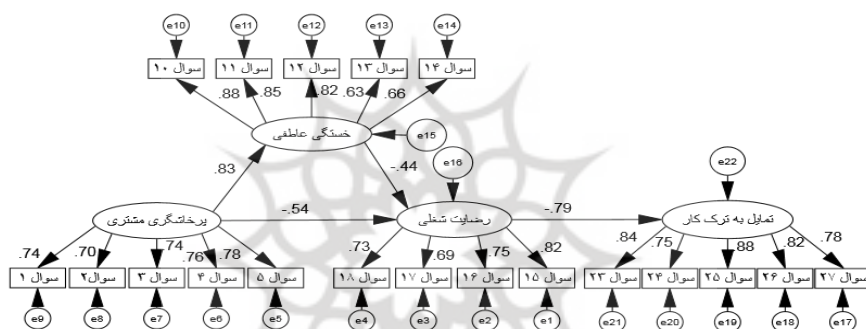 e10 e11 e12 e13 e14
سوال ۱۰ سوال ۱۱ سوال ۱۲ سوال ۱۳ سوال ۱۴
.88 .85 .82 .63 .66
خستگی عاطفی
e15
e16
e22
.83
-.44
-.54
-.79
پرخاشگری مشتری
رضایت شغلی
تمایل به ترک کار
.74 .70 .74 .76 .78
.73 .69 .75 .82
.84 .75 .88 .82 .78
سوال ۱ سوال۲ سوال ۳ سوال ۴ سوال ۵
سوال ۱۸ سوال ۱۷ سوال ۱۶ سوال ۱۵
سوال ۲۳ سوال ۲۴ سوال ۲۵ سوال ۲۶ سوال ۲۷
e9 e8 e7 e6 e5
e4 e3 e2 e1
e21 e20 e19 e18 e17